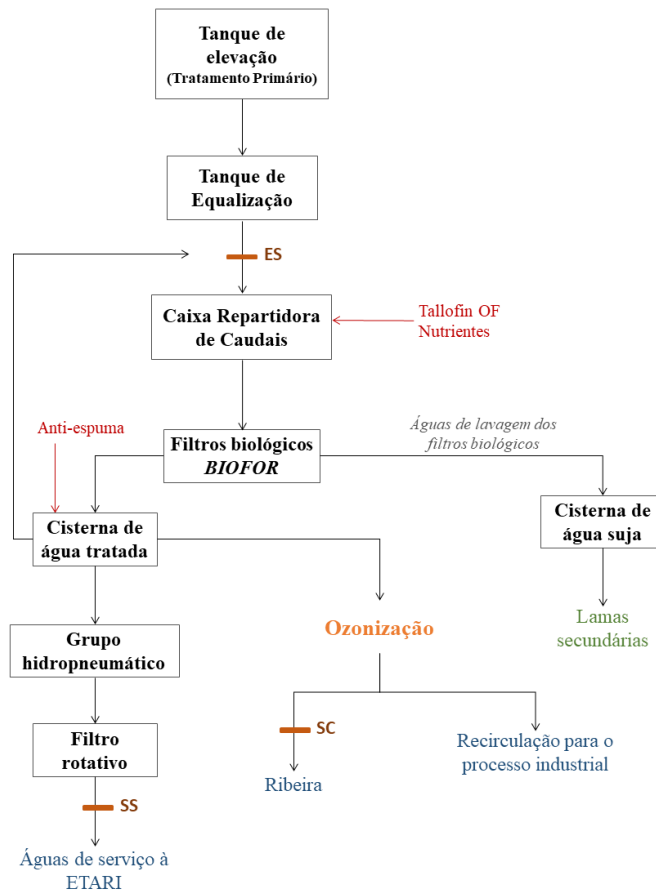 Tanque de
elevação
(Tratamento Primário)
Tanque de
Equalização
ES
Caixa Repartidora
de Caudais
Tallofin OF
Nutrientes
Anti-espuma
Filtros biológicos
BIOFOR
Águas de lavagem dos
filtros biológicos
Cisterna de
água tratada
Cisterna de
água suja
Grupo
hidropneumático
Ozonização
Lamas
secundárias
Filtro
rotativo
SC
Ribeira
Recirculação para o
processo industrial
SS
Águas de serviço à
ETARI